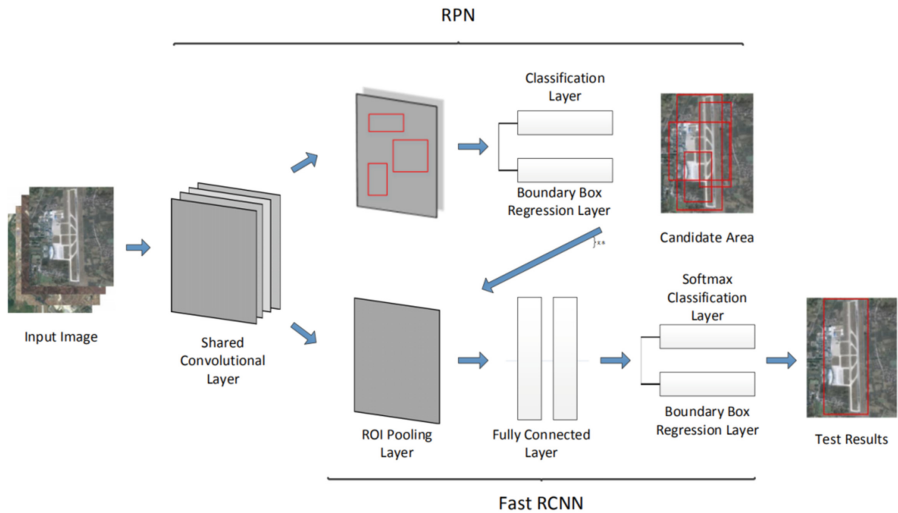 RPN
Classification
Layer
Boundary Box
Regression Layer
Candidate Area
Input Image
Shared
Convolutional
Layer
ROI Pooling
Layer
Fully Connected
Layer
Softmax
Classification
Layer
Boundary Box
Regression Layer
Test Results
Fast RCNN